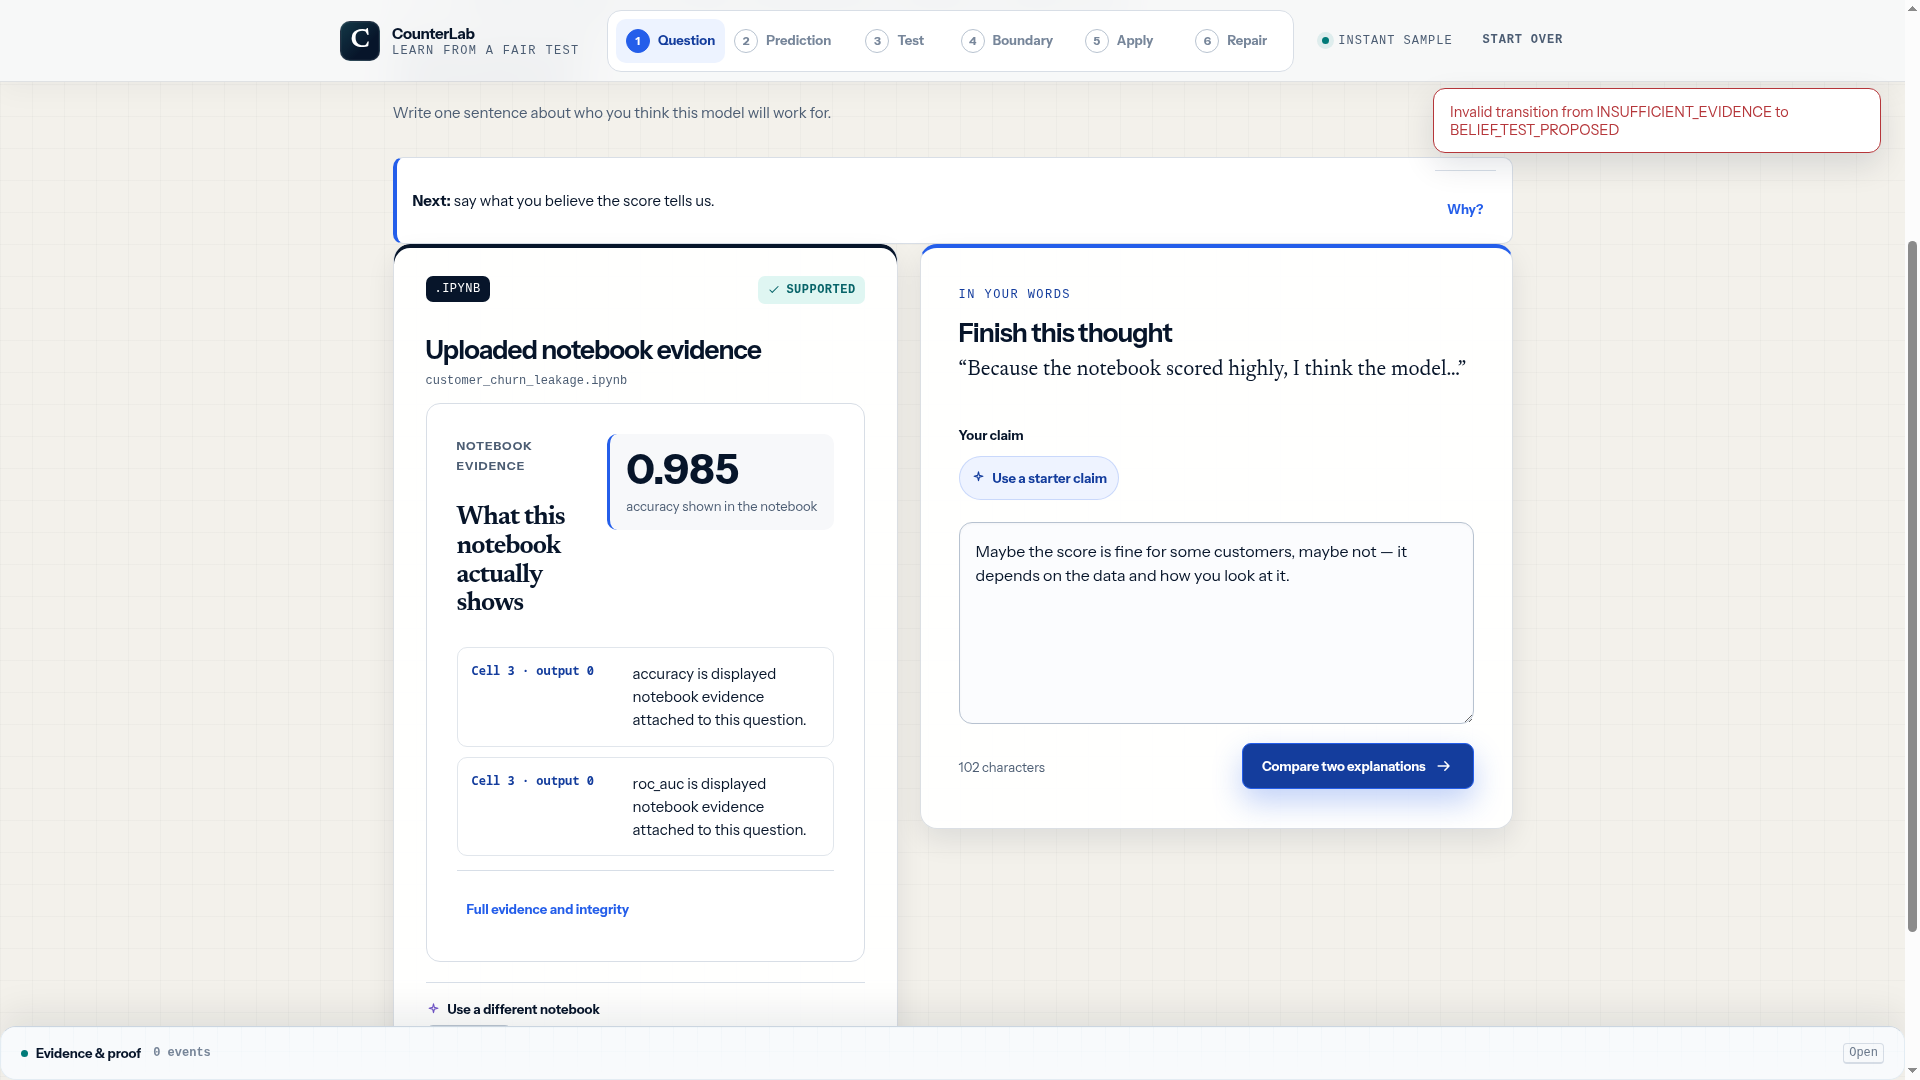 C
CounterLab
LEARN FROM A FAIR TEST
1 Question
2 Prediction
3 Test
4 Boundary
5 Apply
6 Repair
INSTANT SAMPLE
START OVER
Write one sentence about who you think this model will work for.
Invalid transition from INSUFFICIENT_EVIDENCE to
BELIEF_TEST_PROPOSED
Next: say what you believe the score tells us.
Why?
.IPYNB
SUPPORTED
Uploaded notebook evidence
customer_churn_leakage.ipynb
NOTEBOOK
EVIDENCE
What this
notebook
actually
shows
0.985
accuracy shown in the notebook
Cell 3 · output 0
accuracy is displayed
notebook evidence
attached to this question.
Cell 3 · output 0
roc_auc is displayed
notebook evidence
attached to this question.
Full evidence and integrity
Use a different notebook
IN YOUR WORDS
Finish this thought
“Because the notebook scored highly, I think the model...”
Your claim
Use a starter claim
Maybe the score is fine for some customers, maybe not — it
depends on the data and how you look at it.
102 characters
Compare two explanations
Evidence & proof
0 events
Open